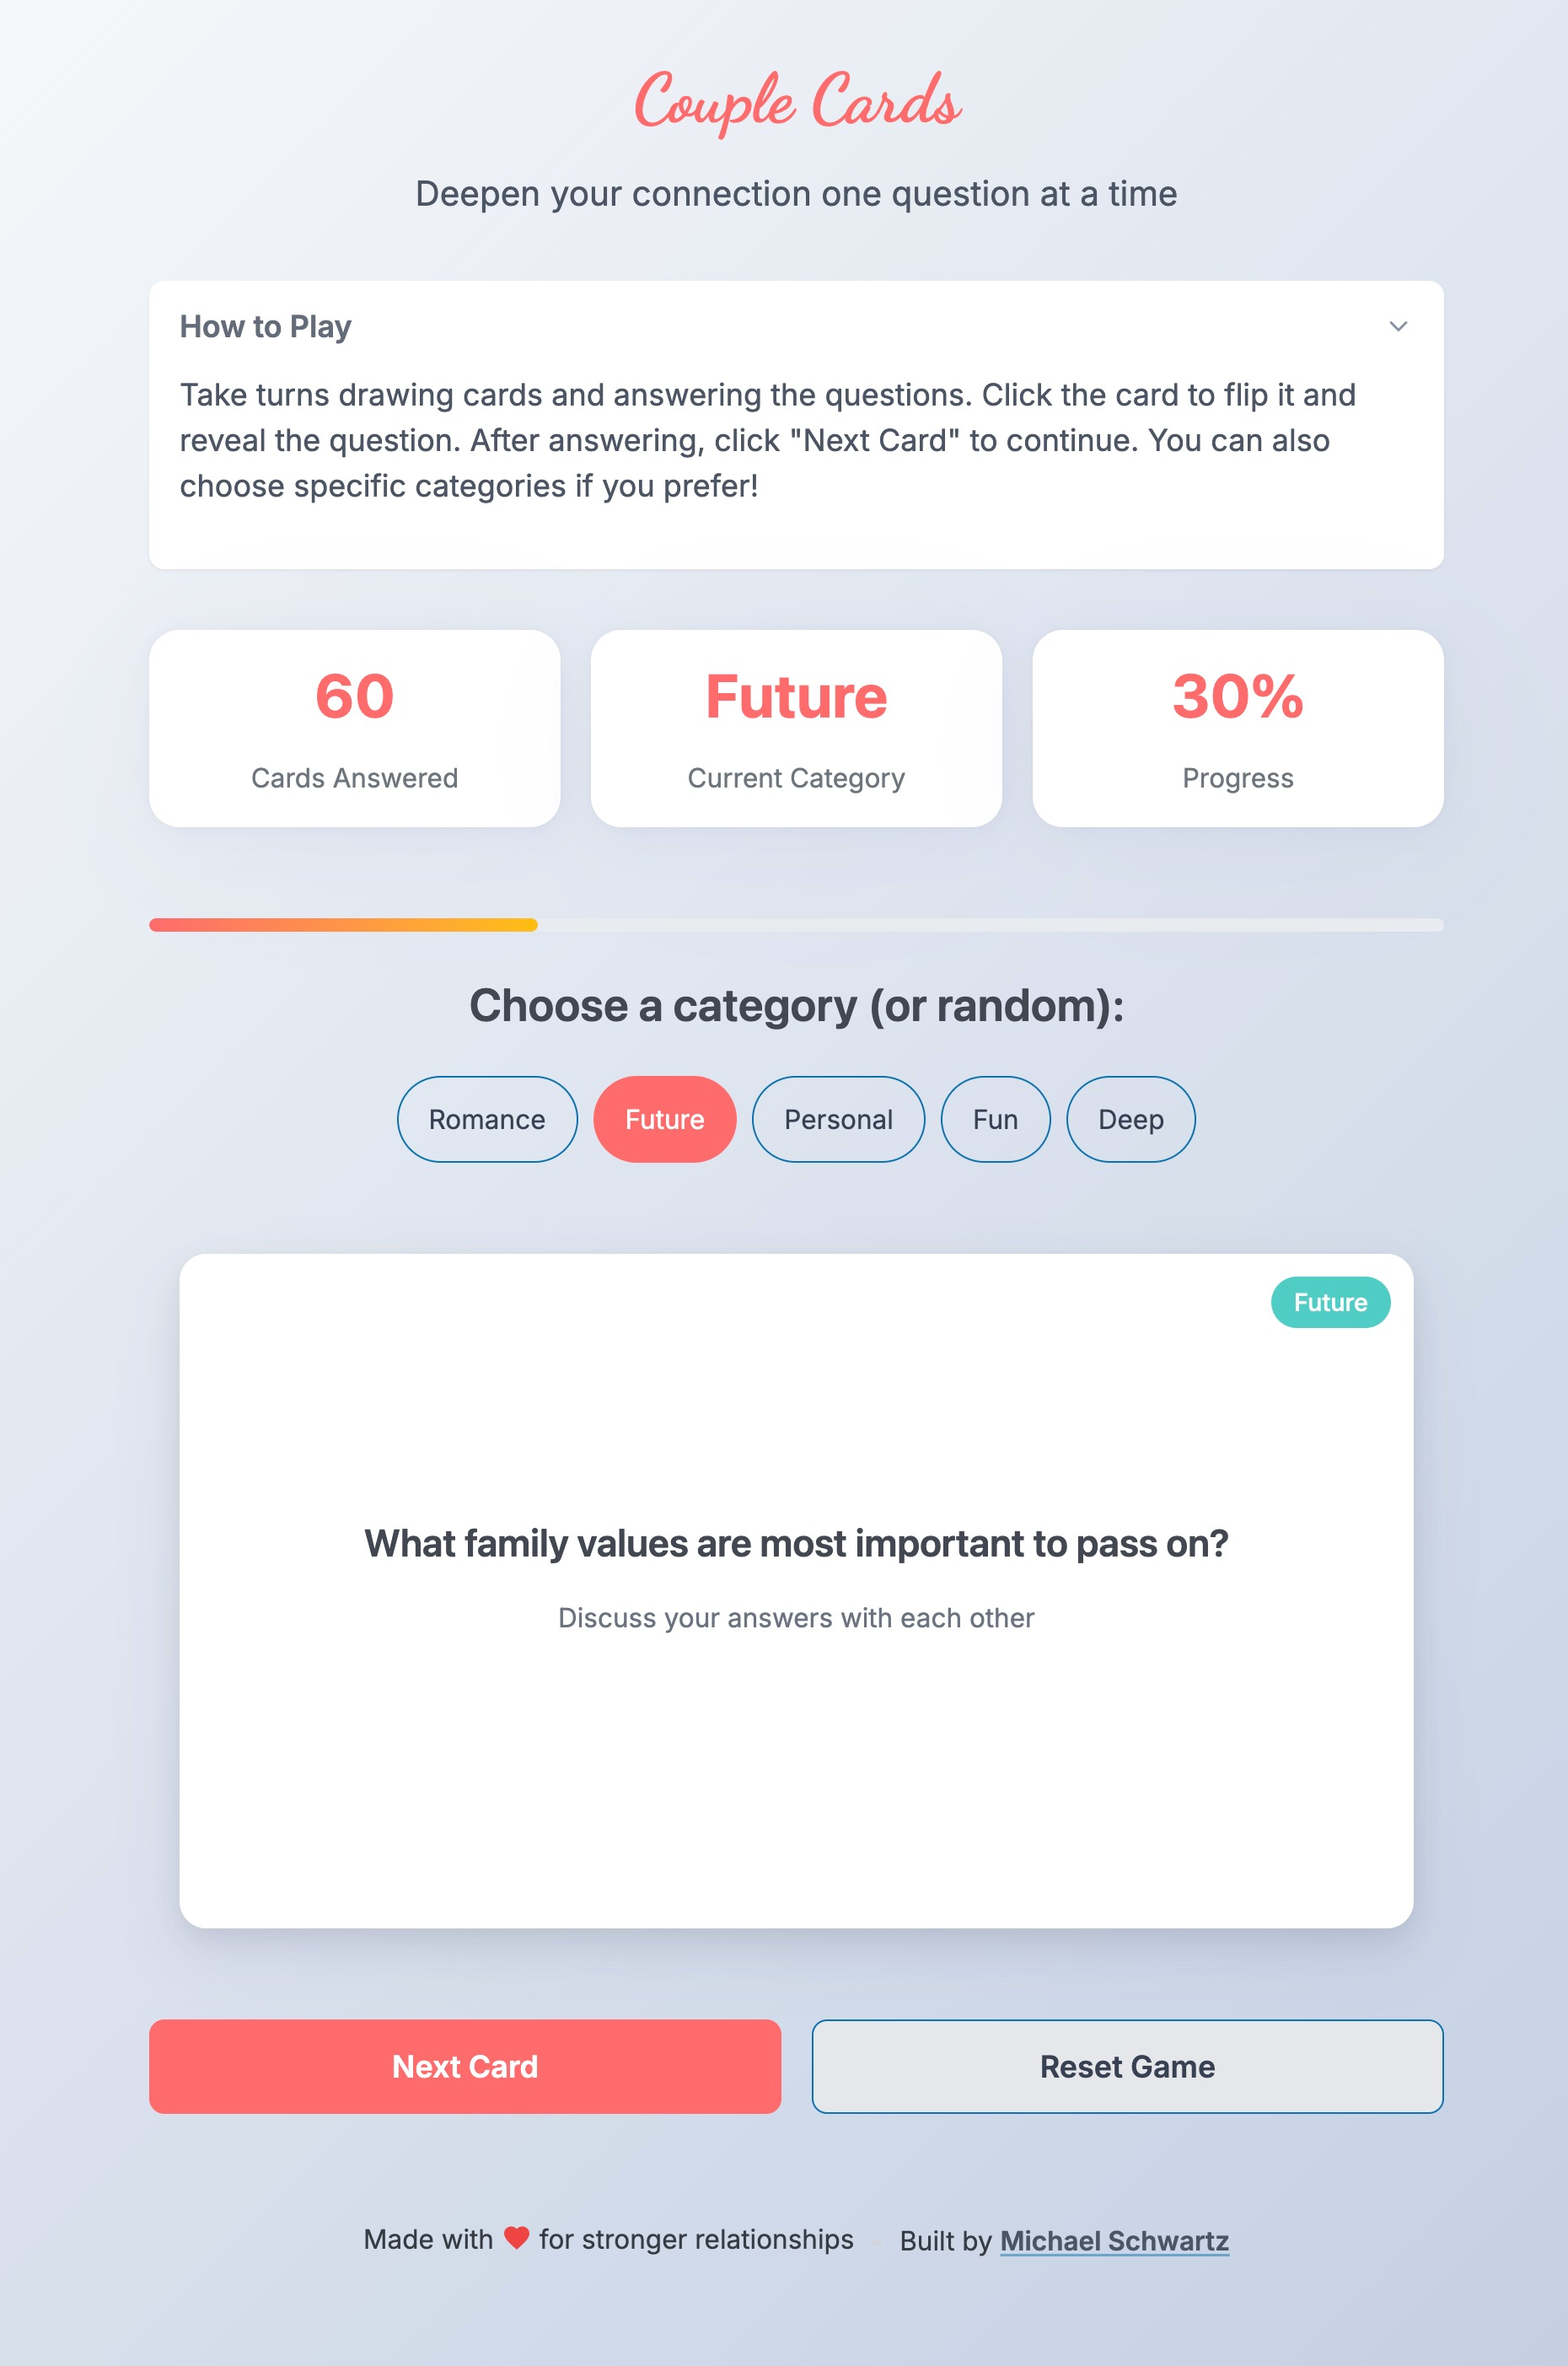 Couple Cards
Deepen your connection one question at a time
How to Play
Take turns drawing cards and answering the questions. Click the card to flip it and
reveal the question. After answering, click "Next Card" to continue. You can also
choose specific categories if you prefer!
60
Cards Answered
Future
Current Category
30%
Progress
Choose a category (or random):
Romance
Future
Personal
Fun
Deep
Future
What family values are most important to pass on?
Discuss your answers with each other
Next Card
Reset Game
Made with ❤️ for stronger relationships
Built by Michael Schwartz